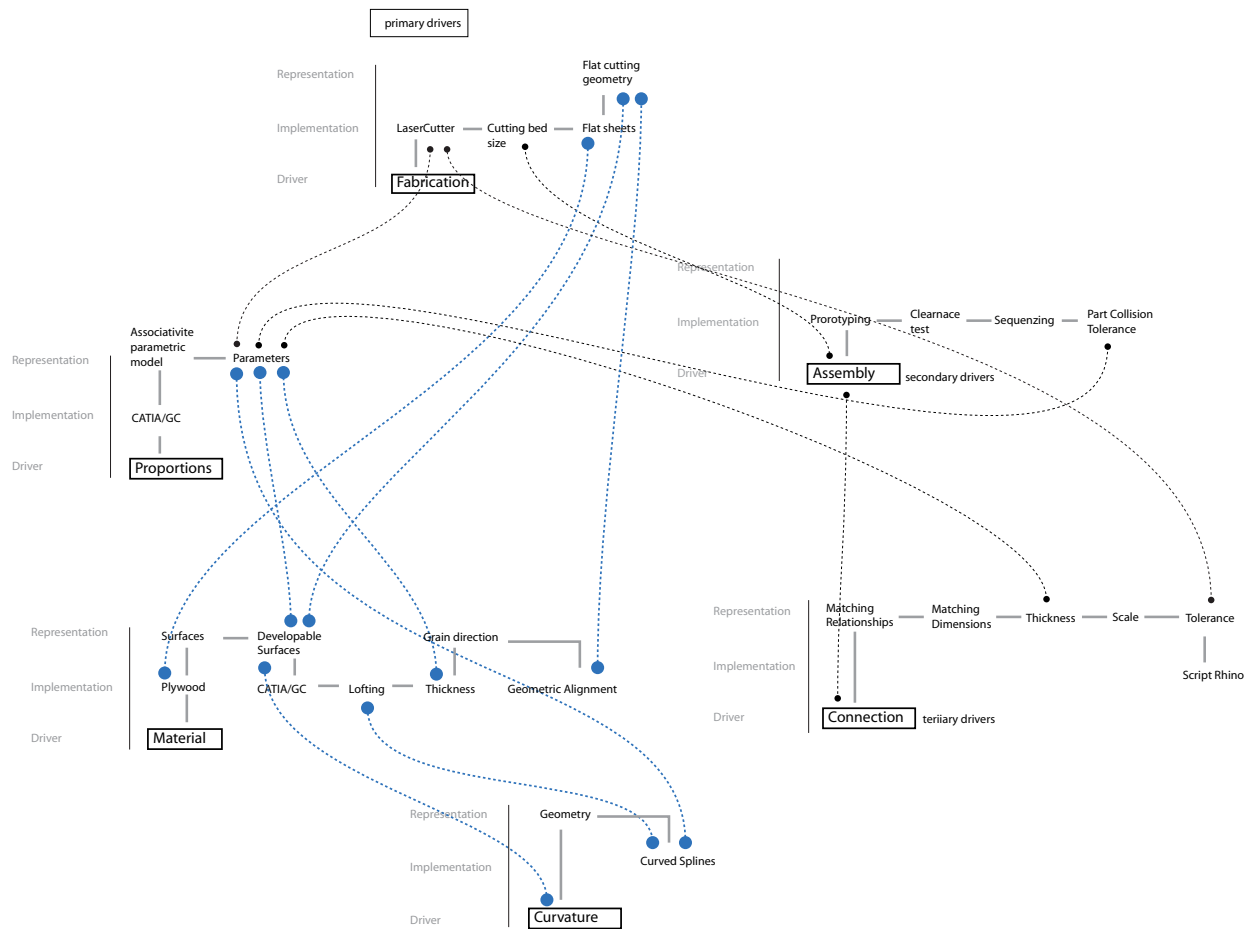 primary drivers
Representation
Flat cutting
geometry
Implementation
LaserCutter
Cutting bed
size
Flat sheets
Driver
Fabrication
Representation
Implementation
Prorotyping
Clearnace
test
Sequenzing
Part Collision
Tolerance
Driver
Assembly
secondary drivers
Representation
Associativite
parametric
model
Parameters
Implementation
CATIA/GC
Driver
Proportions
Representation
Surfaces
Developable
Surfaces
Grain direction
Implementation
Plywood
CATIA/GC
Lofting
Thickness
Geometric Alignment
Driver
Material
Representation
Matching
Relationships
Matching
Dimensions
Thickness
Scale
Tolerance
Implementation
Script Rhino
Driver
Connection
teriiary drivers
Representation
Geometry
Implementation
Curved Splines
Driver
Curvature